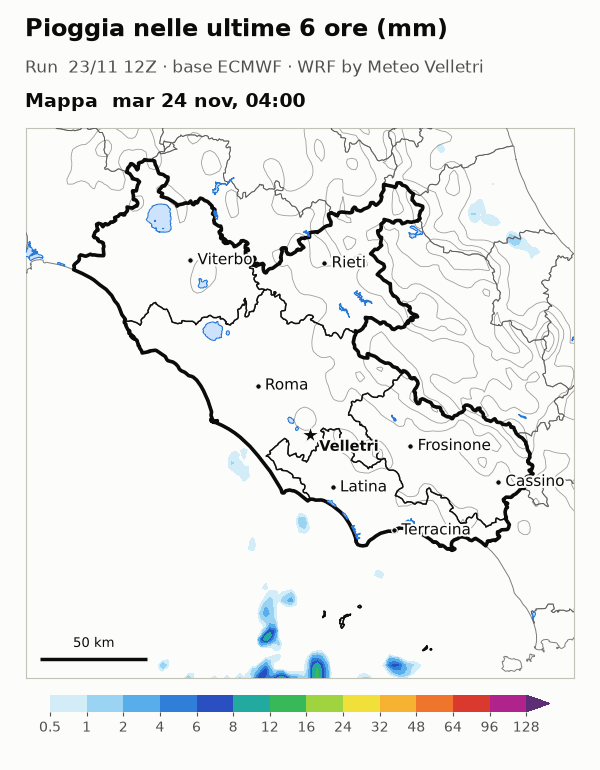 Pioggia nelle ultime 6 ore (mm)
Run 23/11 12Z · base ECMWF · WRF by Meteo Velletri
Mappa mar 24 nov, 04:00
Viterbo
Rieti
Roma
Velletri
Frosinone
Latina
Cassino
Terracina
50 km
0.5 1 2 4 6 8 12 16 24 32 48 64 96 128